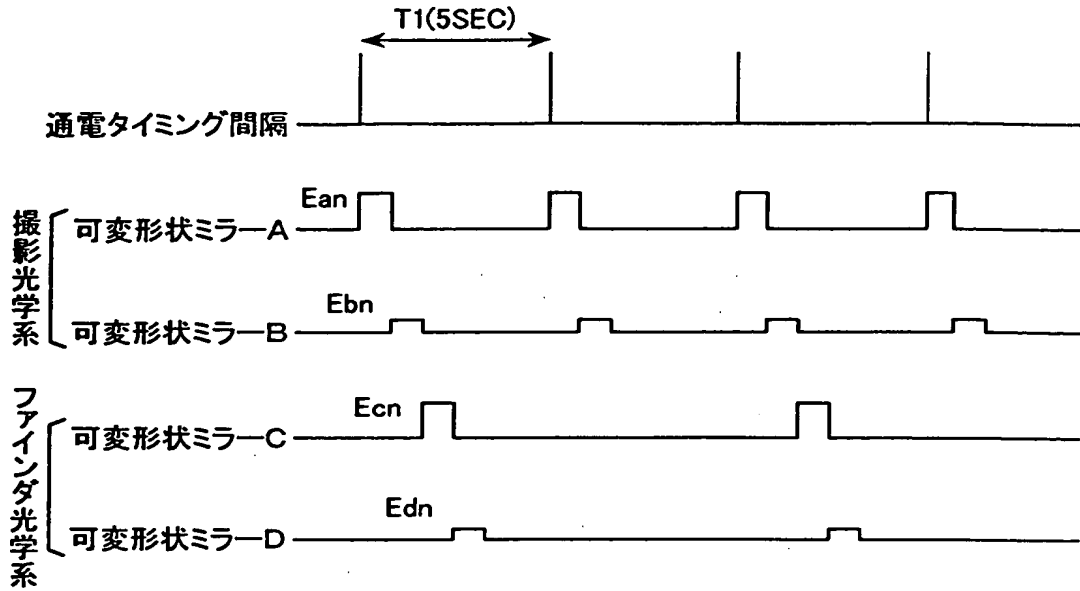 T1(5SEC)
通電タイミング間隔
撮影光学系
Ean
可変形状ミラーA
Ebn
可変形状ミラーB
ファインダ光学系
Ecn
可変形状ミラーC
Edn
可変形状ミラーD